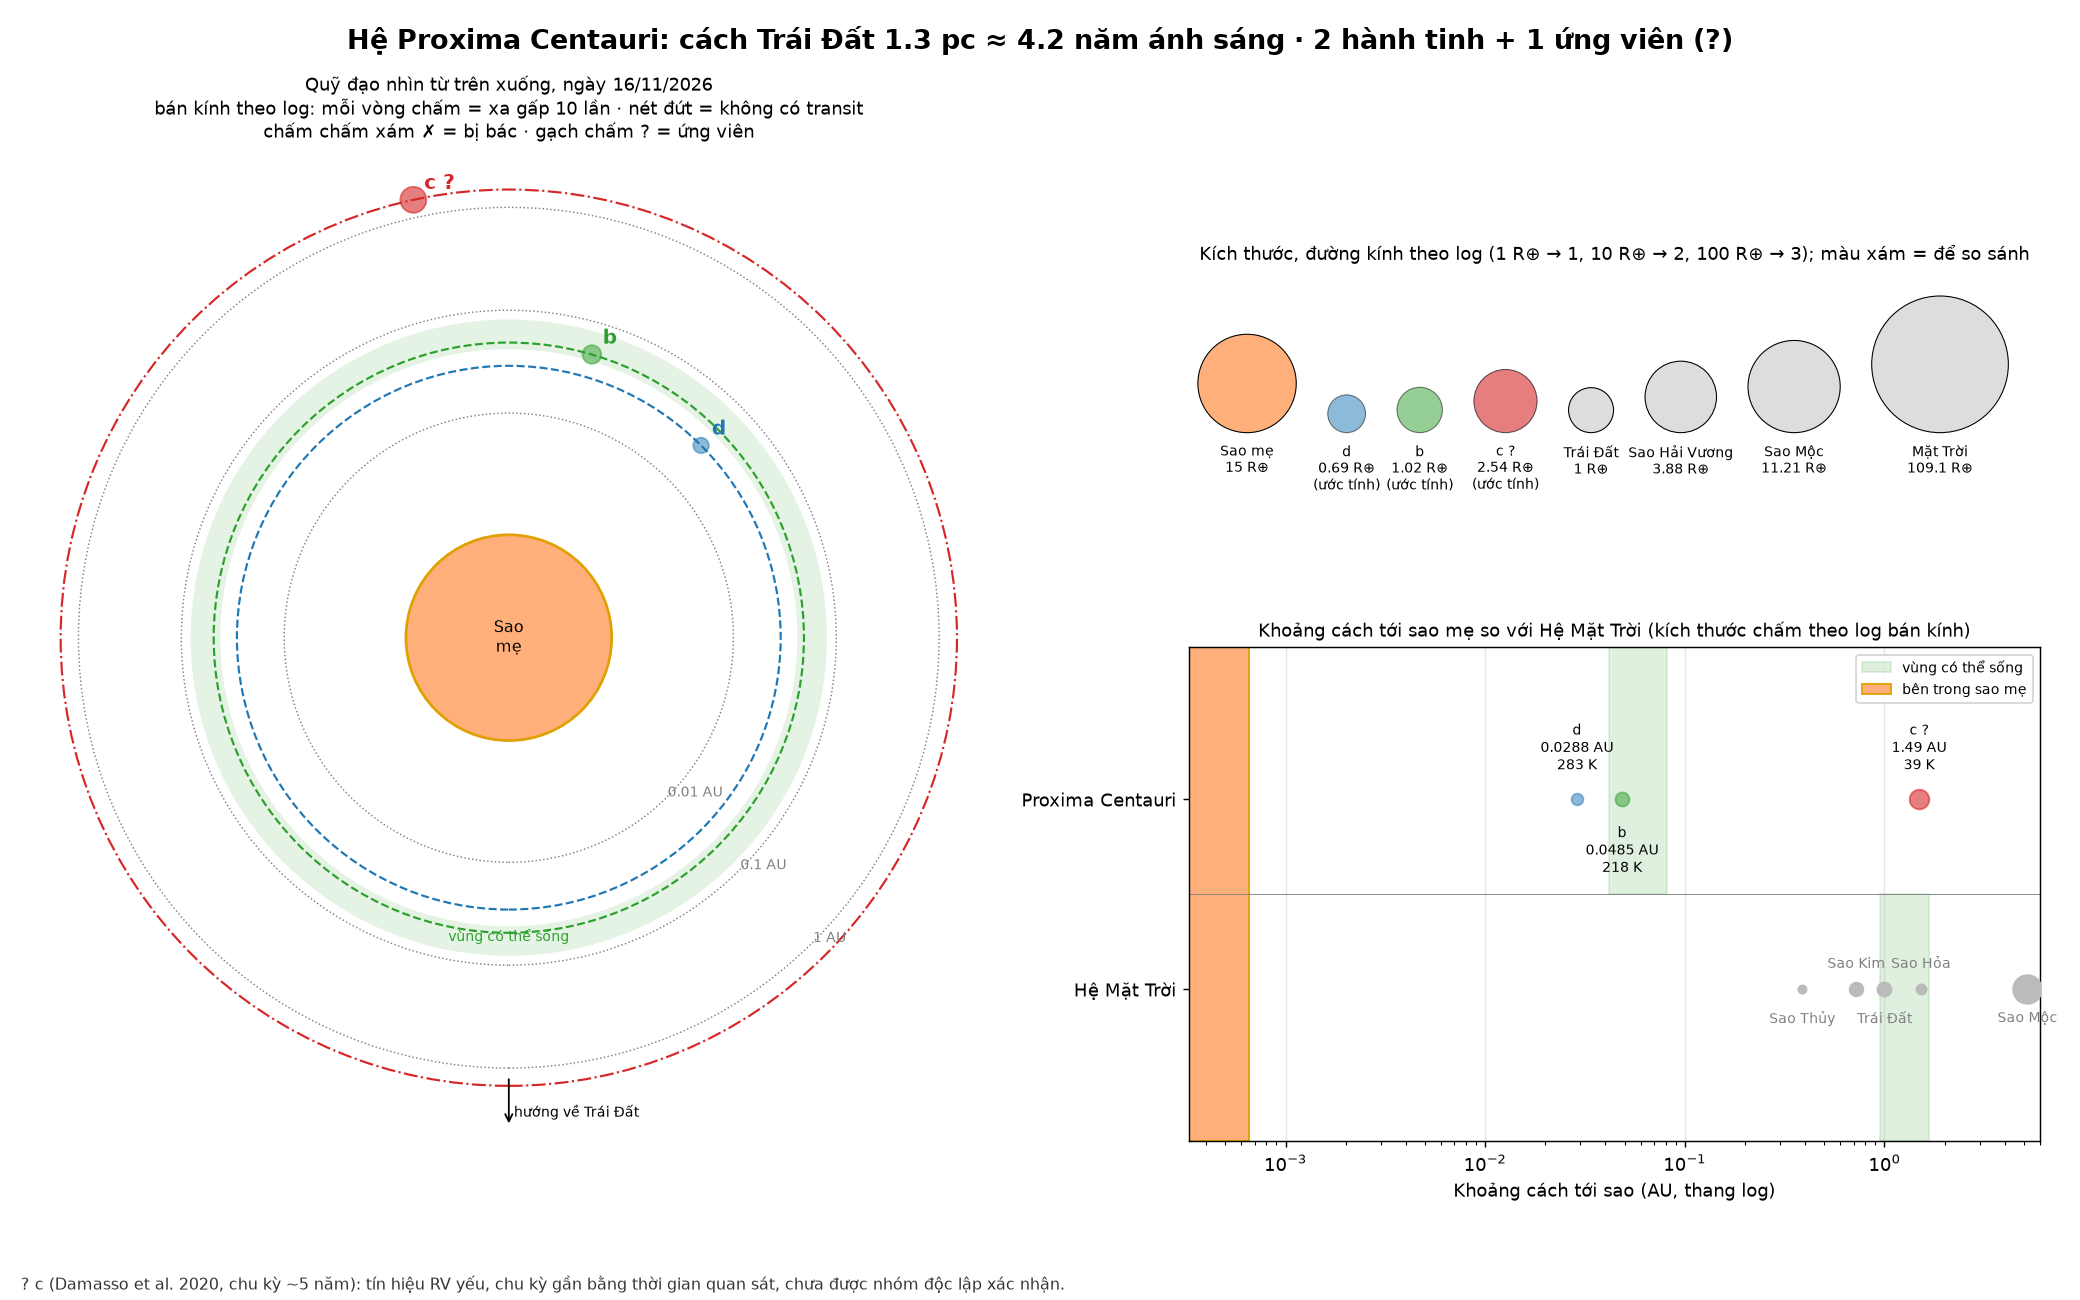 Hệ Proxima Centauri: cách Trái Đất 1.3 pc ≈ 4.2 năm ánh sáng · 2 hành tinh + 1 ứng viên (?)
Quỹ đạo nhìn từ trên xuống, ngày 16/11/2026
bán kính theo log: mỗi vòng chấm = xa gấp 10 lần · nét đứt = không có transit
chấm chấm xám ✗ = bị bác · gạch chấm ? = ứng viên
c ?
b
d
Sao
mẹ
0.01 AU
0.1 AU
vùng có thể sống
1 AU
hướng về Trái Đất
Kích thước, đường kính theo log (1 R⊕ → 1, 10 R⊕ → 2, 100 R⊕ → 3); màu xám = để so sánh
Sao mẹ
15 R⊕
d
0.69 R⊕
(ước tính)
b
1.02 R⊕
(ước tính)
c ?
2.54 R⊕
(ước tính)
Trái Đất
1 R⊕
Sao Hải Vương
3.88 R⊕
Sao Mộc
11.21 R⊕
Mặt Trời
109.1 R⊕
Khoảng cách tới sao mẹ so với Hệ Mặt Trời (kích thước chấm theo log bán kính)
vùng có thể sống
bên trong sao mẹ
d
0.0288 AU
283 K
c ?
1.49 AU
39 K
Proxima Centauri
b
0.0485 AU
218 K
Sao Kim
Sao Hỏa
Hệ Mặt Trời
Sao Thủy
Trái Đất
Sao Mộc
10⁻³
10⁻²
10⁻¹
10⁰
Khoảng cách tới sao (AU, thang log)
? c (Damasso et al. 2020, chu kỳ ~5 năm): tín hiệu RV yếu, chu kỳ gần bằng thời gian quan sát, chưa được nhóm độc lập xác nhận.